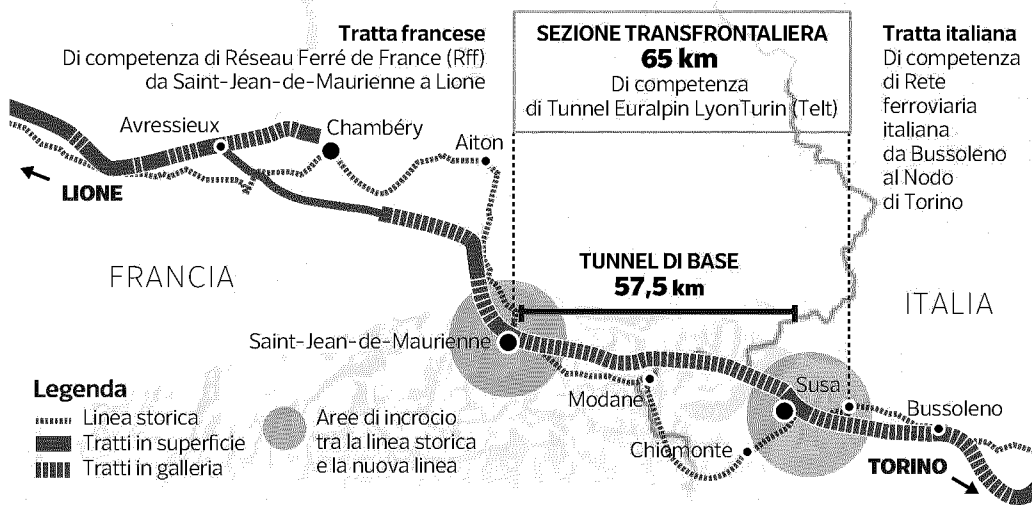 Tratta francese
Di competenza di Réseau Ferré de France (Rff)
da Saint-Jean-de-Maurienne a Lione
SEZIONE TRANSFRONTALIERA
65 km
Di competenza
di Tunnel Euralpin LyonTurin (Telt)
Tratta italiana
Di competenza
di Rete
ferroviaria
italiana
da Bussoleno
al Nodo
di Torino
Avressieux
Chambéry
Aiton
LIONE
FRANCIA
TUNNEL DI BASE
57,5 km
ITALIA
Saint-Jean-de-Maurienne
Modane
Susa
Bussoleno
Chiomonte
TORINO
Legenda
Linea storica
Tratti in superficie
Tratti in galleria
Aree di incrocio
tra la linea storica
e la nuova linea